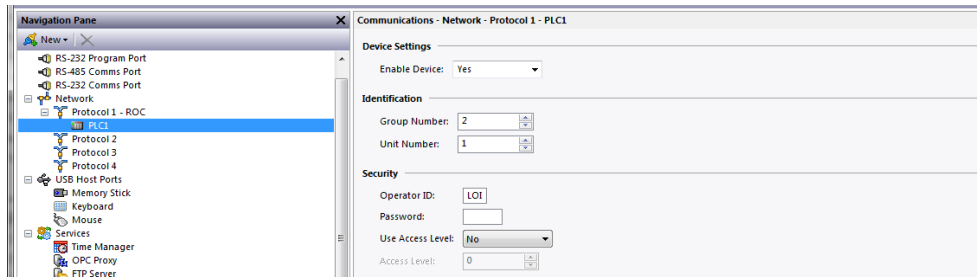 Navigation Pane
New
RS-232 Program Port
RS-485 Comms Port
RS-232 Comms Port
Network
Protocol 1 - ROC
PLC1
Protocol 2
Protocol 3
Protocol 4
USB Host Ports
Memory Stick
Keyboard
Mouse
Services
Time Manager
OPC Proxy
FTP Server
Communications - Network - Protocol 1 - PLC1
Device Settings
Enable Device: Yes
Identification
Group Number: 2
Unit Number: 1
Security
Operator ID: LOI
Password:
Use Access Level: No
Access Level: 0